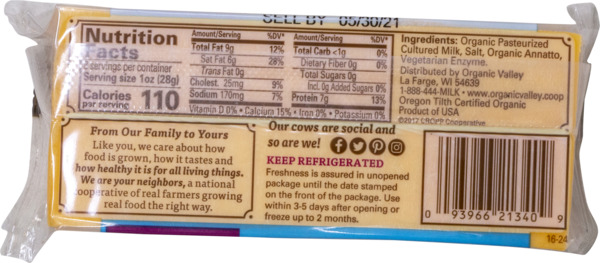 SELL BY 05/30/21
Nutrition
Facts
8 servings per container
Serving size 1oz (28g)
Calories
per serving 110
Amount/Serving %DV*
Total Fat 9g 12%
Sat Fat 6g 28%
Trans Fat 0g
Cholest. 25mg 9%
Sodium 170mg 7%
Amount/Serving %DV*
Total Carb <1g 0%
Dietary Fiber 0g 0%
Total Sugars 0g
Incl. 0g Added Sugars 0%
Protein 7g 13%
Vitamin D 0% • Calcium 15% • Iron 0% • Potassium 0%
Ingredients: Organic Pasteurized
Cultured Milk, Salt, Organic Annatto,
Vegetarian Enzyme.
Distributed by Organic Valley
La Farge, WI 54639
1-888-444-MILK • www.organicvalley.coop
Oregon Tilth Certified Organic
Product of USA
©2017 CROPP Cooperative
From Our Family to Yours
Like you, we care about how
food is grown, how it tastes and
how healthy it is for all living things.
We are your neighbors, a national
cooperative of real farmers growing
real food the right way.
Our cows are social and
so are we!
KEEP REFRIGERATED
Freshness is assured in unopened
package until the date stamped
on the front of the package. Use
within 3-5 days after opening or
freeze up to 2 months.
0 93966 21340 9
16-24